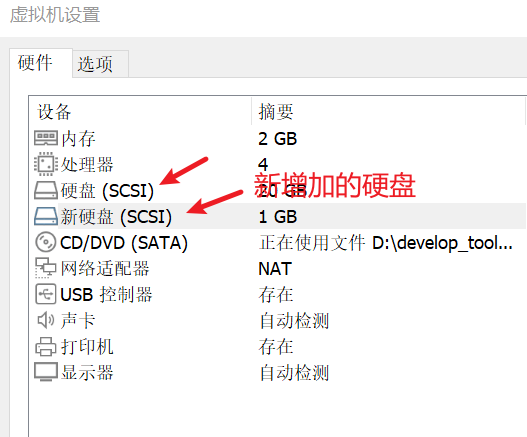 虚拟机设置
硬件 选项
设备 摘要
内存 2 GB
处理器 4
硬盘 (SCSI) 20 GB
新增加的硬盘
新硬盘 (SCSI) 1 GB
CD/DVD (SATA) 正在使用文件 D:\develop_tool...
网络适配器 NAT
USB 控制器 存在
声卡 自动检测
打印机 存在
显示器 自动检测